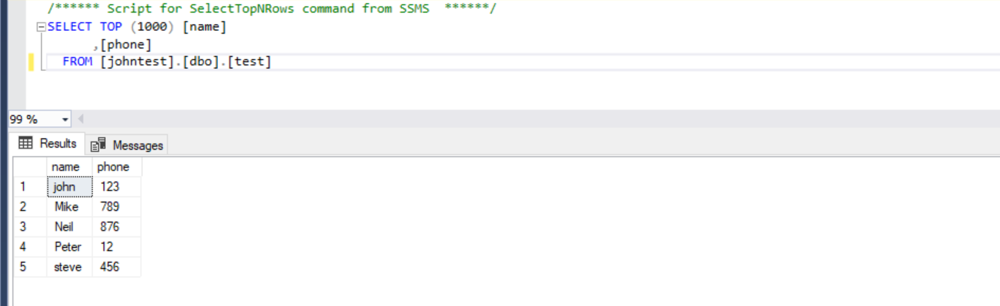 /****** Script for SelectTopNRows command from SSMS  ******/
SELECT TOP (1000) [name]
,[phone]
FROM [johntest].[dbo].[test]
99 %
Results Messages
name phone
1 john 123
2 Mike 789
3 Neil 876
4 Peter 12
5 steve 456